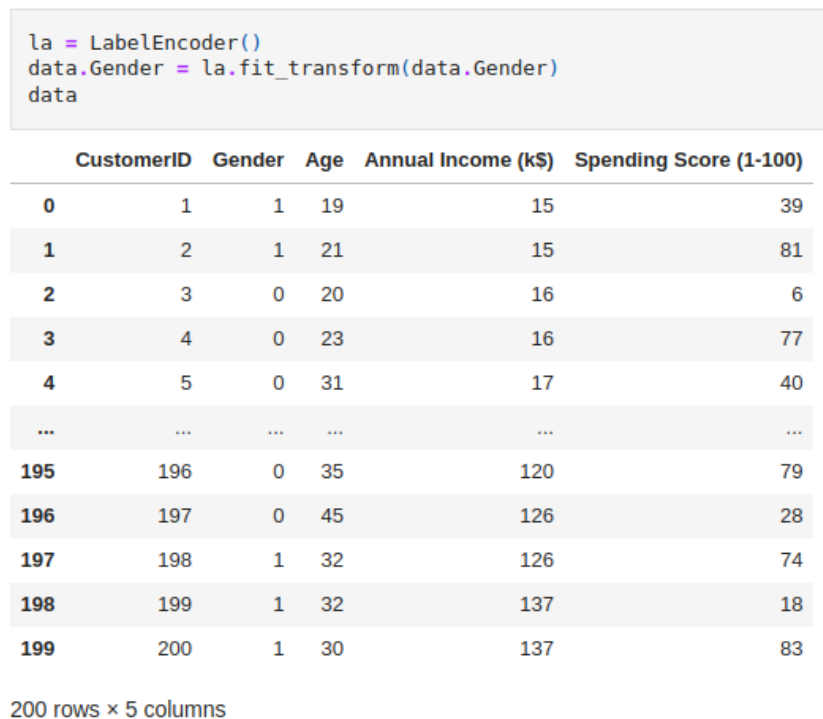 la = LabelEncoder()
data.Gender = la.fit_transform(data.Gender)
data
CustomerID Gender Age Annual Income (k$) Spending Score (1-100)
0 1 1 19 15 39
1 2 1 21 15 81
2 3 0 20 16 6
3 4 0 23 16 77
4 5 0 31 17 40
... ... ... ... ... ...
195 196 0 35 120 79
196 197 0 45 126 28
197 198 1 32 126 74
198 199 1 32 137 18
199 200 1 30 137 83
200 rows × 5 columns